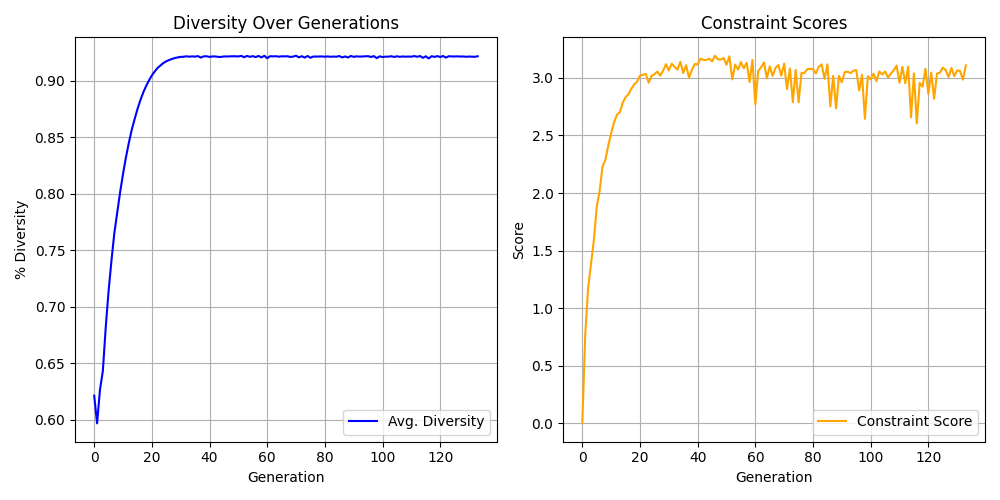 Diversity Over Generations
% Diversity
0.90
0.85
0.80
0.75
0.70
0.65
0.60
0 20 40 60 80 100 120
Generation
Avg. Diversity
Constraint Scores
Score
3.0
2.5
2.0
1.5
1.0
0.5
0.0
0 20 40 60 80 100 120
Generation
Constraint Score